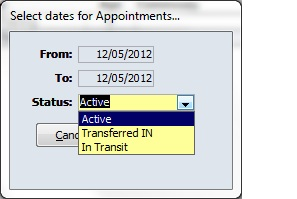 Select dates for Appointments...
From: 12/05/2012
To: 12/05/2012
Status: Active
Active
Transferred IN
In Transit